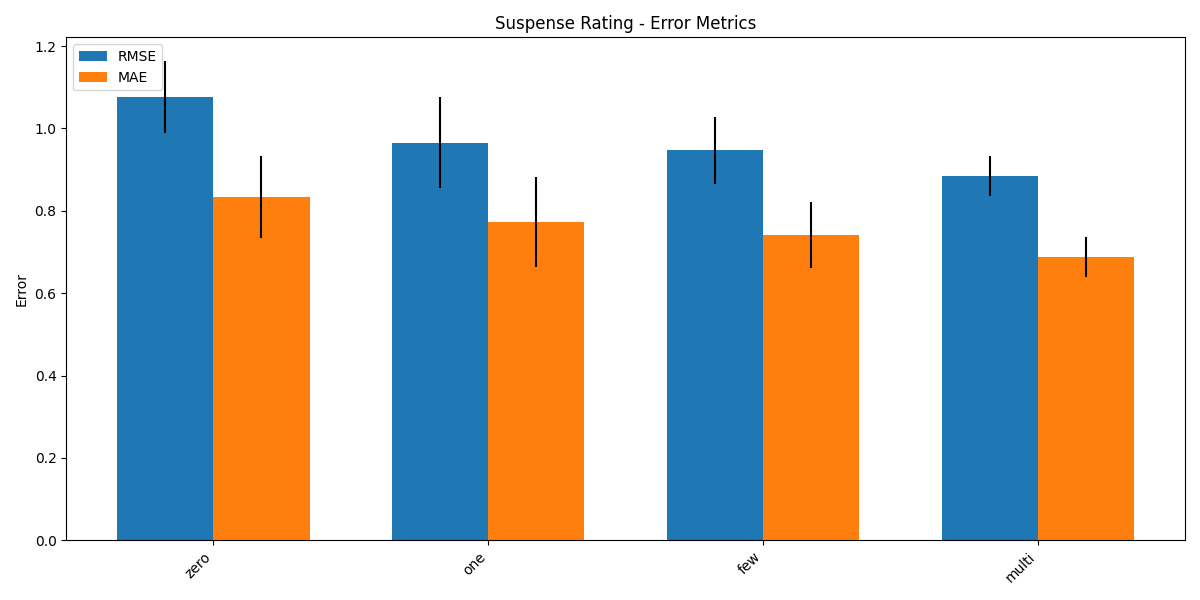 Suspense Rating - Error Metrics
RMSE
MAE
Error
1.2
1.0
0.8
0.6
0.4
0.2
0.0
zero
one
few
multi